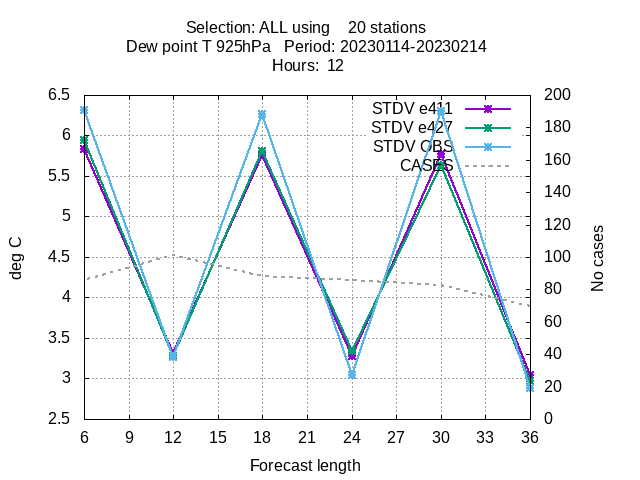 Selection: ALL using    20 stations
Dew point T 925hPa   Period: 20230114-20230214
Hours:  12
6.5
6
5.5
5
4.5
4
3.5
3
2.5
200
180
160
140
120
100
80
60
40
20
0
STDV e411
STDV e427
STDV OBS
CASES
deg C
No cases
6 9 12 15 18 21 24 27 30 33 36
Forecast length